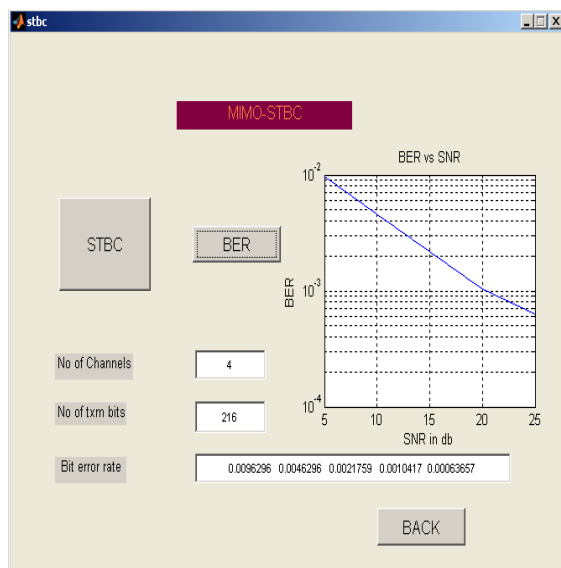 stbc
MIMO-STBC
STBC
BER
BER vs SNR
10^-2
10^-3
10^-4
BER
5 10 15 20 25
SNR in db
No of Channels
4
No of txm bits
216
Bit error rate
0.0096296 0.0046296 0.0021759 0.0010417 0.00063657
BACK